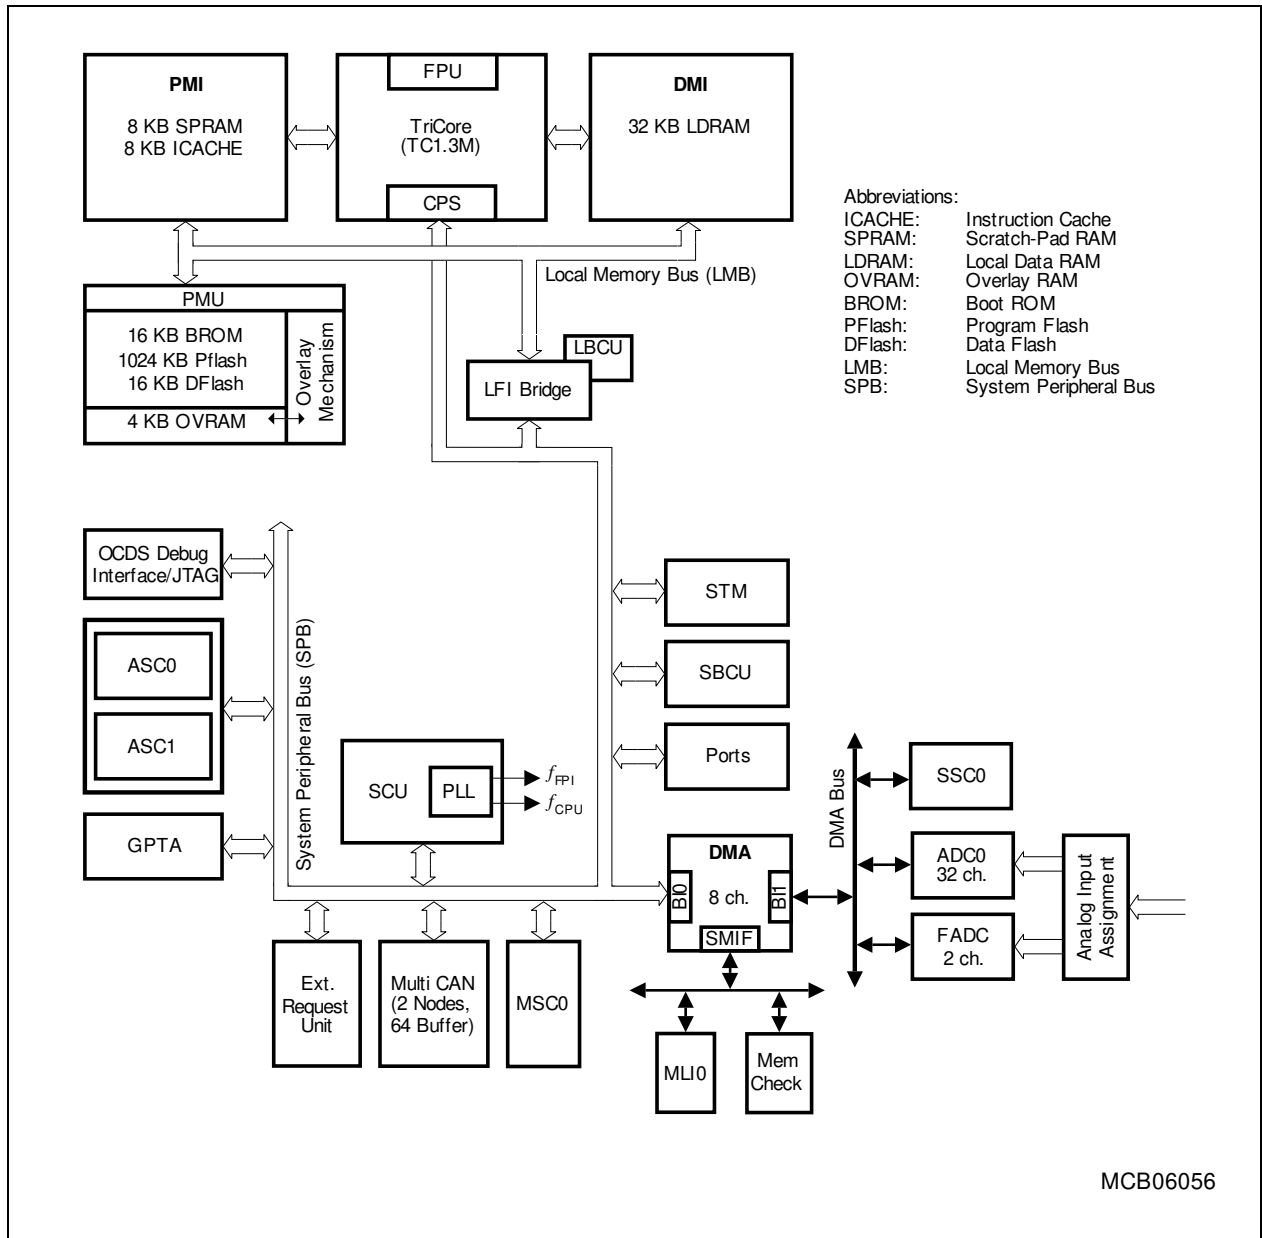 PMI
8 KB SPRAM
8 KB ICACHE
FPU
TriCore
(TC1.3M)
CPS
DMI
32 KB LDRAM
Abbreviations:
ICACHE: Instruction Cache
SPRAM: Scratch-Pad RAM
LDRAM: Local Data RAM
OVRAM: Overlay RAM
BROM: Boot ROM
PFlash: Program Flash
DFlash: Data Flash
LMB: Local Memory Bus
SPB: System Peripheral Bus
Local Memory Bus (LMB)
PMU
16 KB BROM
1024 KB Pflash
16 KB DFlash
4 KB OVRAM
Overlay
Mechanism
LBCU
LFI Bridge
OCDS Debug
Interface/JTAG
ASC0
ASC1
GPTA
System Peripheral Bus (SPB)
SCU
PLL
fFPI
fCPU
STM
SBCU
Ports
DMA
BI0
8 ch.
BI1
SMIF
DMA Bus
SSC0
ADC0
32 ch.
FADC
2 ch.
Analog Input
Assignment
Ext.
Request
Unit
Multi CAN
(2 Nodes,
64 Buffer)
MSC0
MLI0
Mem
Check
MCB06056